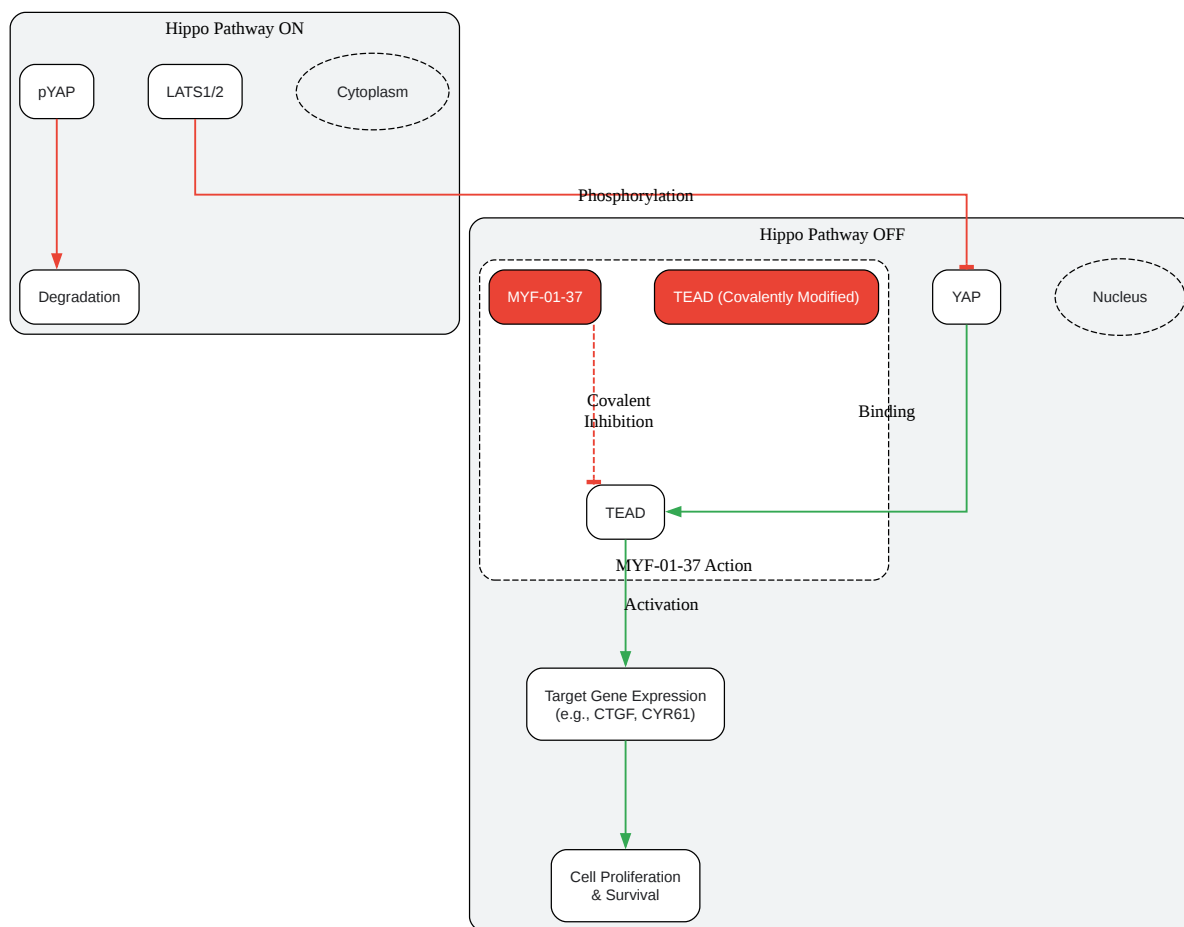 Hippo Pathway ON
pYAP
LATS1/2
Cytoplasm
Phosphorylation
Hippo Pathway OFF
Degradation
MYF-01-37
TEAD (Covalently Modified)
YAP
Nucleus
Covalent
Inhibition
Binding
TEAD
MYF-01-37 Action
Activation
Target Gene Expression
(e.g., CTGF, CYR61)
Cell Proliferation
& Survival